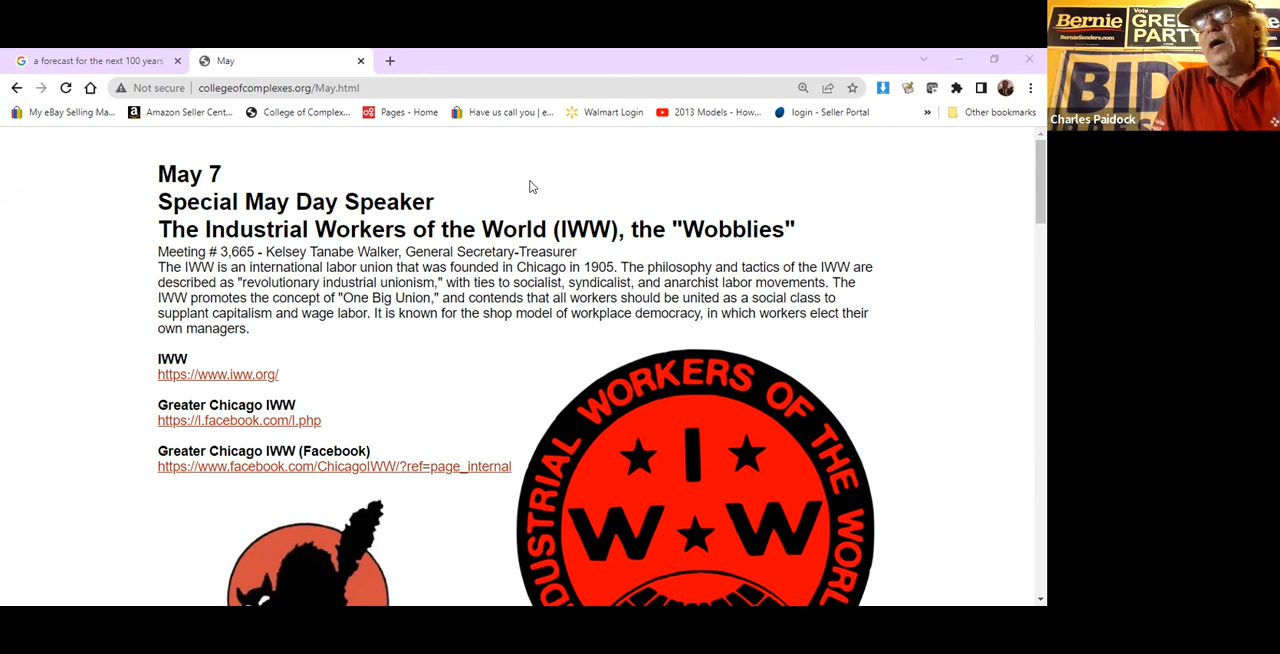 a forecast for the next 100 years
May
Not secure
collegeofcomplexes.org/May.html
My eBay Selling Ma...
Amazon Seller Cent...
College of Complex...
Pages - Home
Have us call you | e...
Walmart Login
2013 Models - How...
login - Seller Portal
»
Other bookmarks
May 7
Special May Day Speaker
The Industrial Workers of the World (IWW), the "Wobblies"
Meeting # 3,665 - Kelsey Tanabe Walker, General Secretary-Treasurer
The IWW is an international labor union that was founded in Chicago in 1905. The philosophy and tactics of the IWW are
described as "revolutionary industrial unionism," with ties to socialist, syndicalist, and anarchist labor movements. The
IWW promotes the concept of "One Big Union," and contends that all workers should be united as a social class to
supplant capitalism and wage labor. It is known for the shop model of workplace democracy, in which workers elect their
own managers.
IWW
https://www.iww.org/
Greater Chicago IWW
https://l.facebook.com/l.php
Greater Chicago IWW (Facebook)
https://www.facebook.com/ChicagoIWW/?ref=page_internal
INDUSTRIAL WORKERS OF THE WORLD
I
W W
Bernie
BernieSanders.com
Vote
GREE
PARTY
BID
Charles Paidock